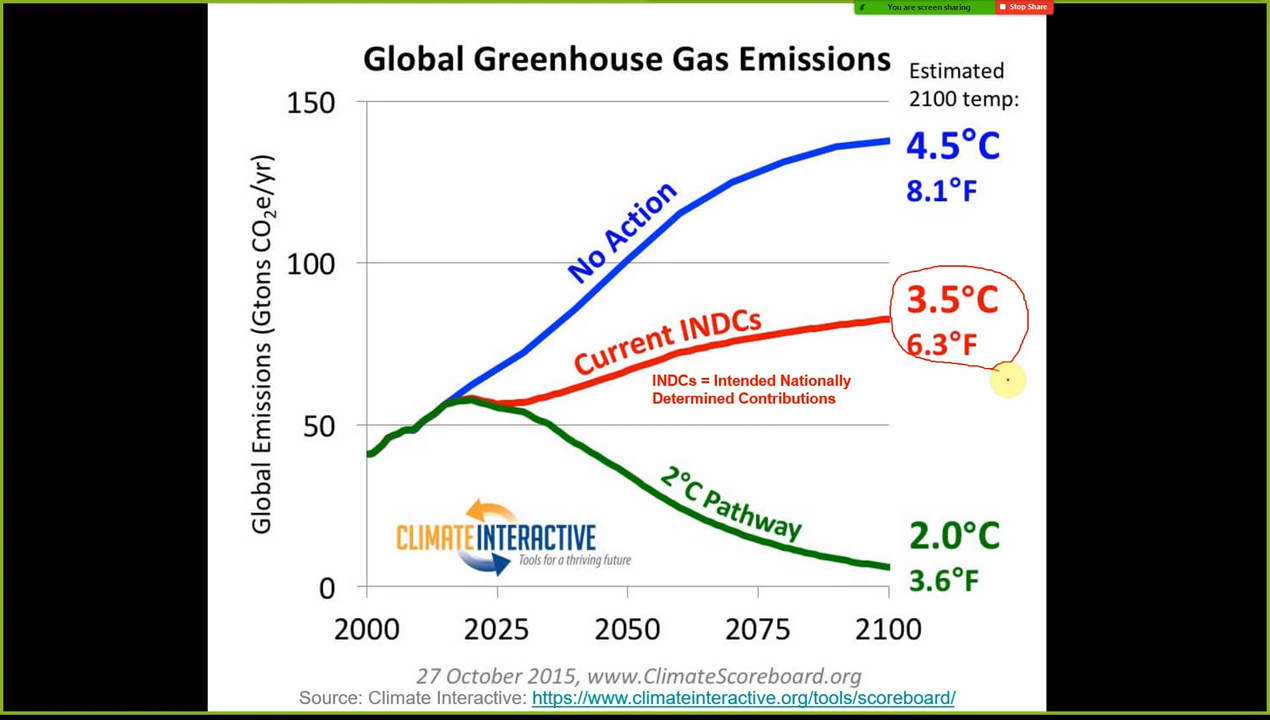 You are screen sharing
Stop Share
Global Greenhouse Gas Emissions
Estimated
2100 temp:
150
100
50
0
Global Emissions (Gtons CO₂e/yr)
No Action
4.5°C
8.1°F
Current INDCs
3.5°C
6.3°F
INDCs = Intended Nationally
Determined Contributions
2°C Pathway
2.0°C
3.6°F
CLIMATEINTERACTIVE
Tools for a thriving future
2000 2025 2050 2075 2100
27 October 2015, www.ClimateScoreboard.org
Source: Climate Interactive: https://www.climateinteractive.org/tools/scoreboard/